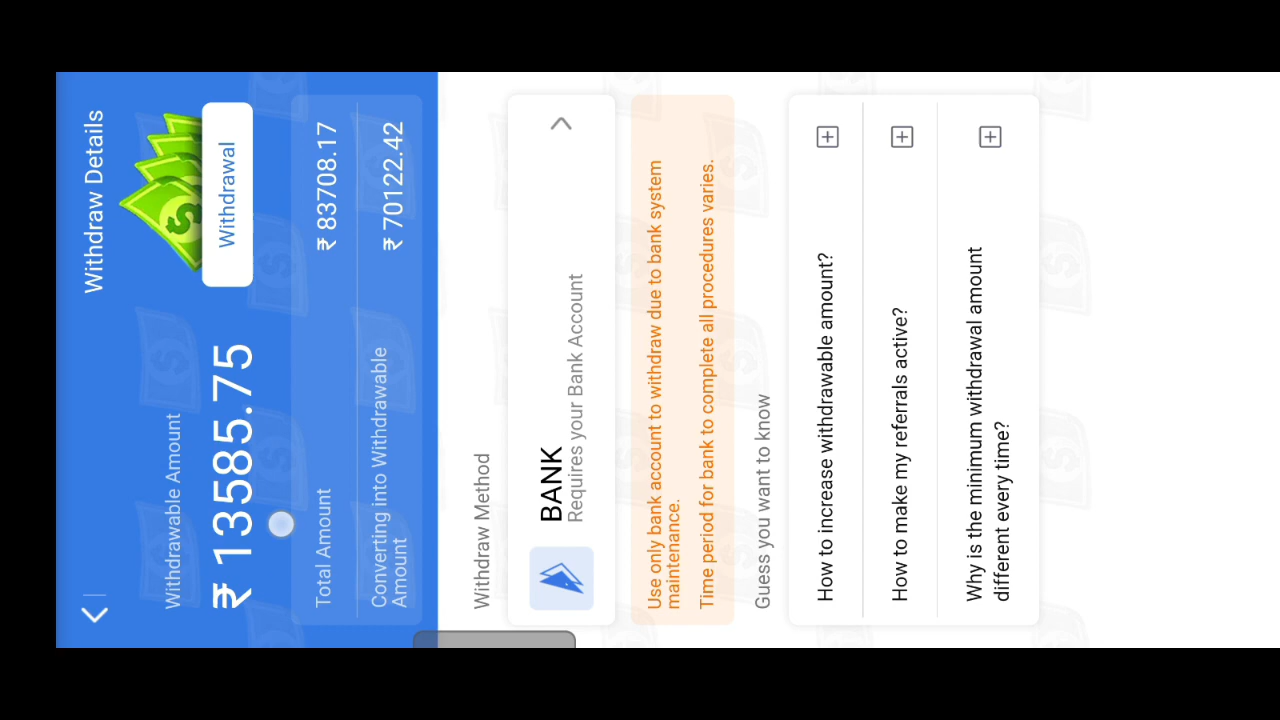 Withdraw Details
Withdrawable Amount
₹ 13585.75
Withdrawal
Total Amount ₹ 83708.17
Converting into Withdrawable ₹ 70122.42
Amount
Withdraw Method
BANK
Requires your Bank Account
Use only bank account to withdraw due to bank system
maintenance.
Time period for bank to complete all procedures varies.
Guess you want to know
How to increase withdrawable amount?
How to make my referrals active?
Why is the minimum withdrawal amount
different every time?